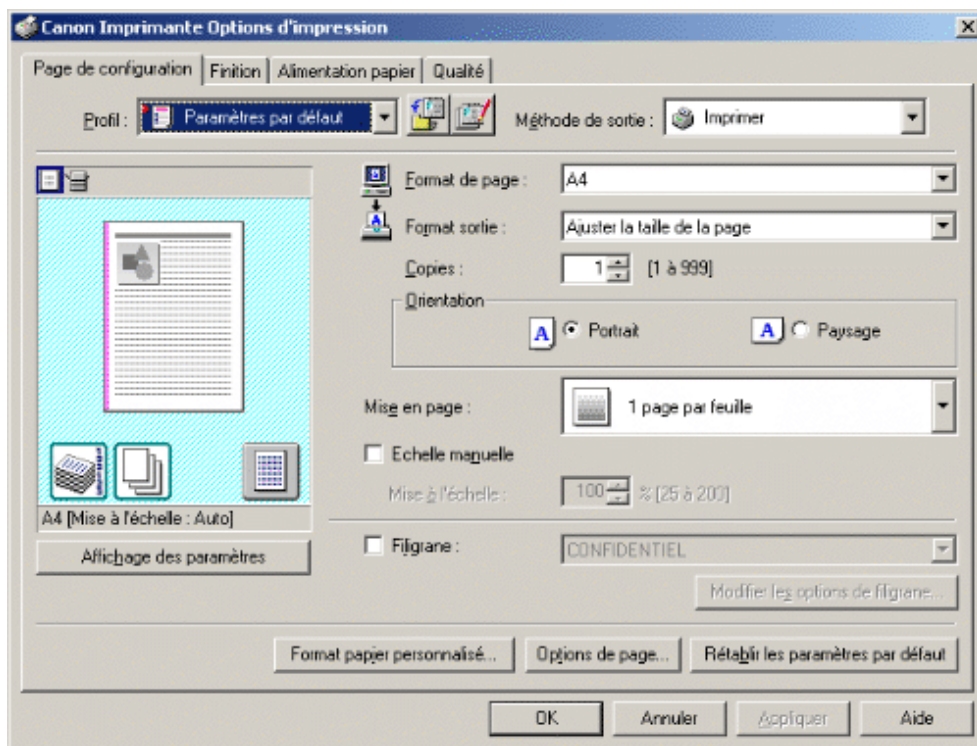 Canon Imprimante Options d'impression
Page de configuration Finition Alimentation papier Qualité
Profil : Paramètres par défaut Méthode de sortie : Imprimer
Format de page : A4
Format sortie : Ajuster la taille de la page
Copies : 1 [1 à 999]
Orientation
A Portrait A Paysage
Mise en page : 1 page par feuille
Echelle manuelle
Mise à l'échelle : 100 % [25 à 200]
A4 [Mise à l'échelle : Auto]
Affichage des paramètres
Filigrane : CONFIDENTIEL
Modifier les options de filigrane...
Format papier personnalisé... Options de page... Rétablir les paramètres par défaut
OK Annuler Appliquer Aide